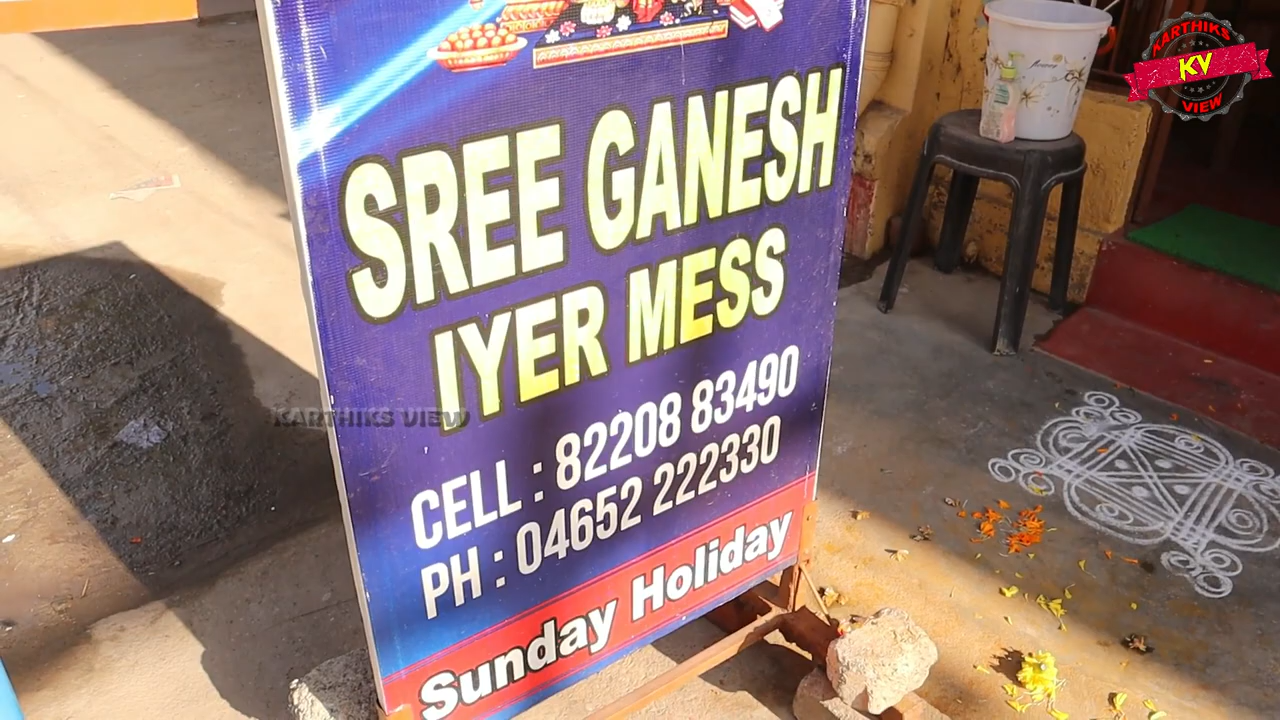 KARTHIKS
KV
VIEW
SREE GANESH
IYER MESS
KARTHIKS VIEW
CELL : 82208 83490
PH : 04652 222330
Sunday Holiday